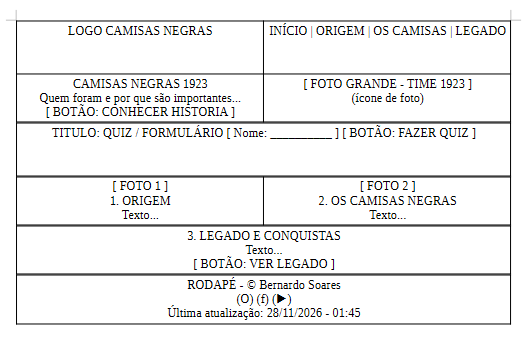 LOGO CAMISAS NEGRAS
INÍCIO | ORIGEM | OS CAMISAS | LEGADO
CAMISAS NEGRAS 1923
Quem foram e por que são importantes...
[ BOTÃO: CONHECER HISTORIA ]
[ FOTO GRANDE - TIME 1923 ]
(ícone de foto)
TITULO: QUIZ / FORMULÁRIO [ Nome: __________ ] [ BOTÃO: FAZER QUIZ ]
[ FOTO 1 ]
1. ORIGEM
Texto...
[ FOTO 2 ]
2. OS CAMISAS NEGRAS
Texto...
3. LEGADO E CONQUISTAS
Texto...
[ BOTÃO: VER LEGADO ]
RODAPÉ - © Bernardo Soares
(O) (f) (▶)
Última atualização: 28/11/2026 - 01:45